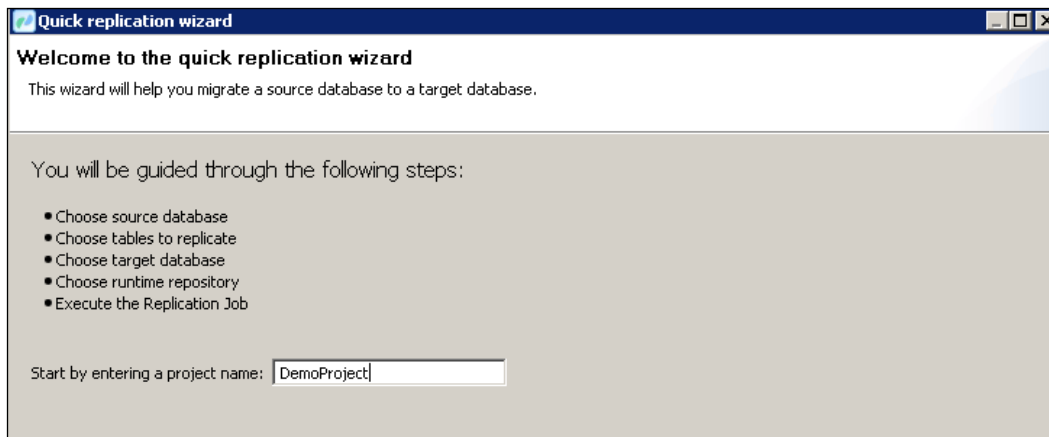 Quick replication wizard
Welcome to the quick replication wizard
This wizard will help you migrate a source database to a target database.
You will be guided through the following steps:
• Choose source database
• Choose tables to replicate
• Choose target database
• Choose runtime repository
• Execute the Replication Job
Start by entering a project name: DemoProject